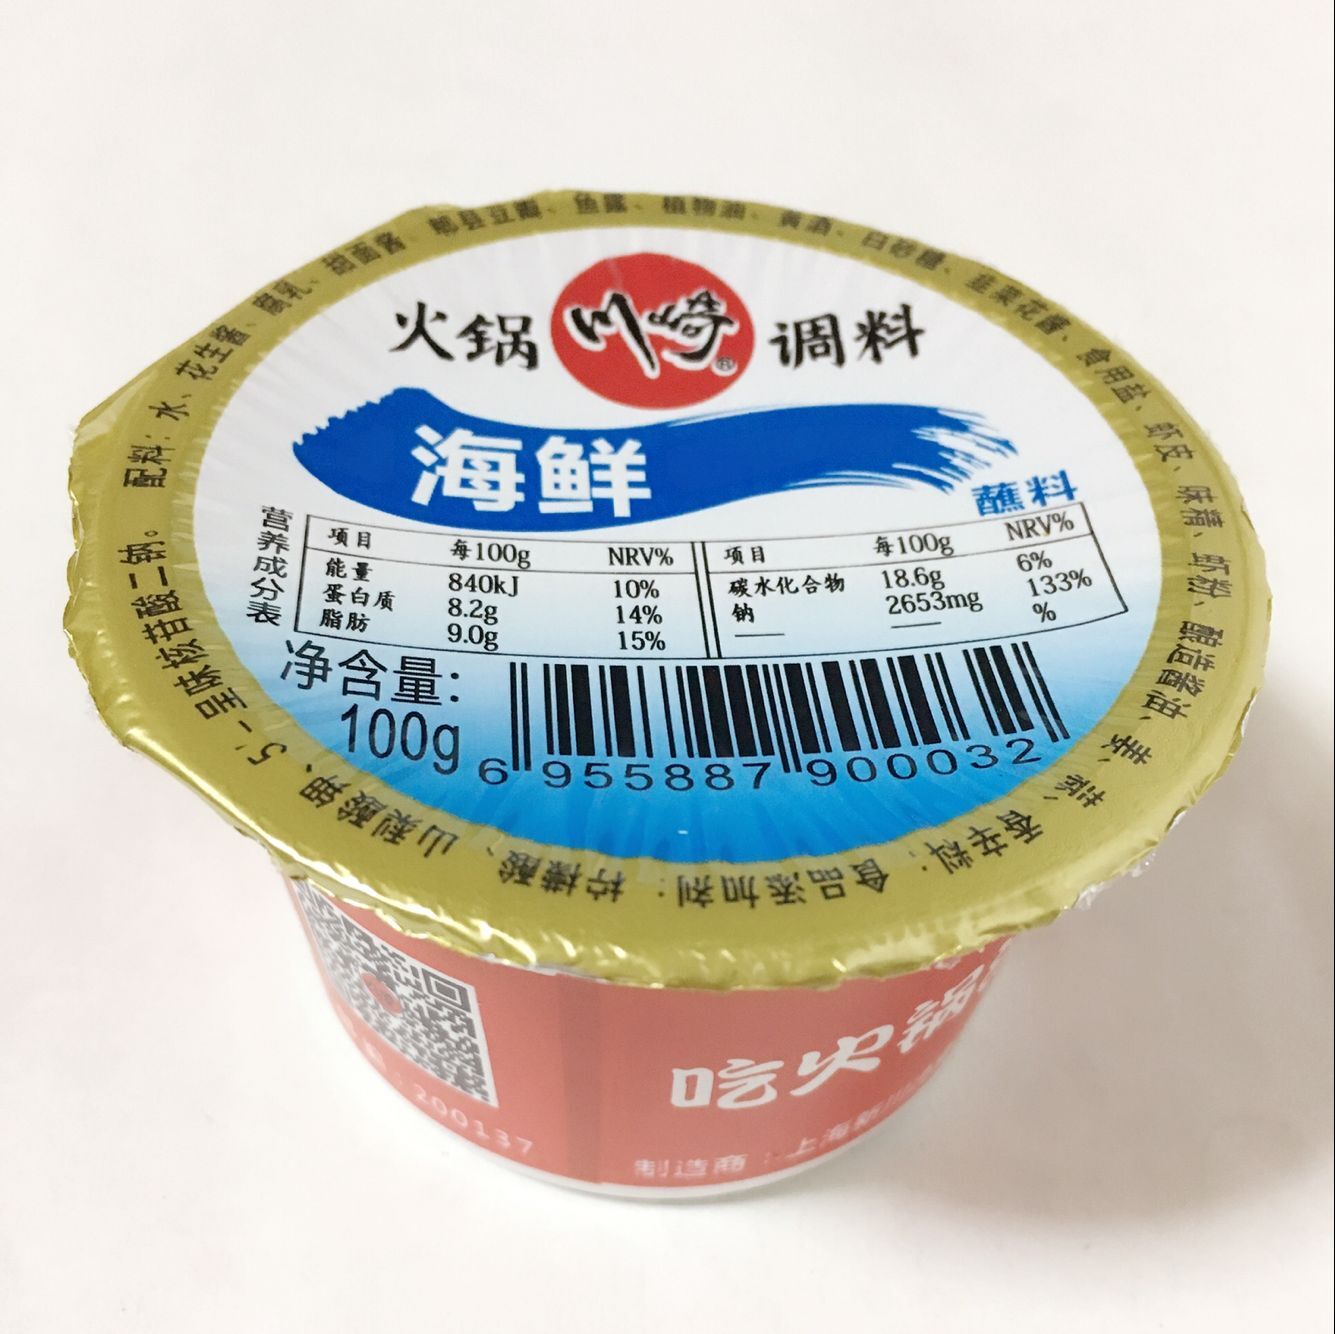 配料：水、花生酱、腐乳、甜面酱、郫县豆瓣、鱼露、植物油、黄酒、白砂糖、韭菜花酱、食用盐、虾皮、味精、虾粉、酿造酱油、姜、蒜、香辛料；食品添加剂：柠檬酸、山梨酸钾、5'-呈味核苷酸二钠。
火锅 川崎® 调料
海鲜
蘸料
营养成分表
项目 每100g NRV% 项目 每100g NRV%
能量 840kJ 10% 碳水化合物 18.6g 6%
蛋白质 8.2g 14% 钠 2653mg 133%
脂肪 9.0g 15% —— —— %
净含量:
100g
6 955887 900032
吃火锅
: 200137
制造商：上海新